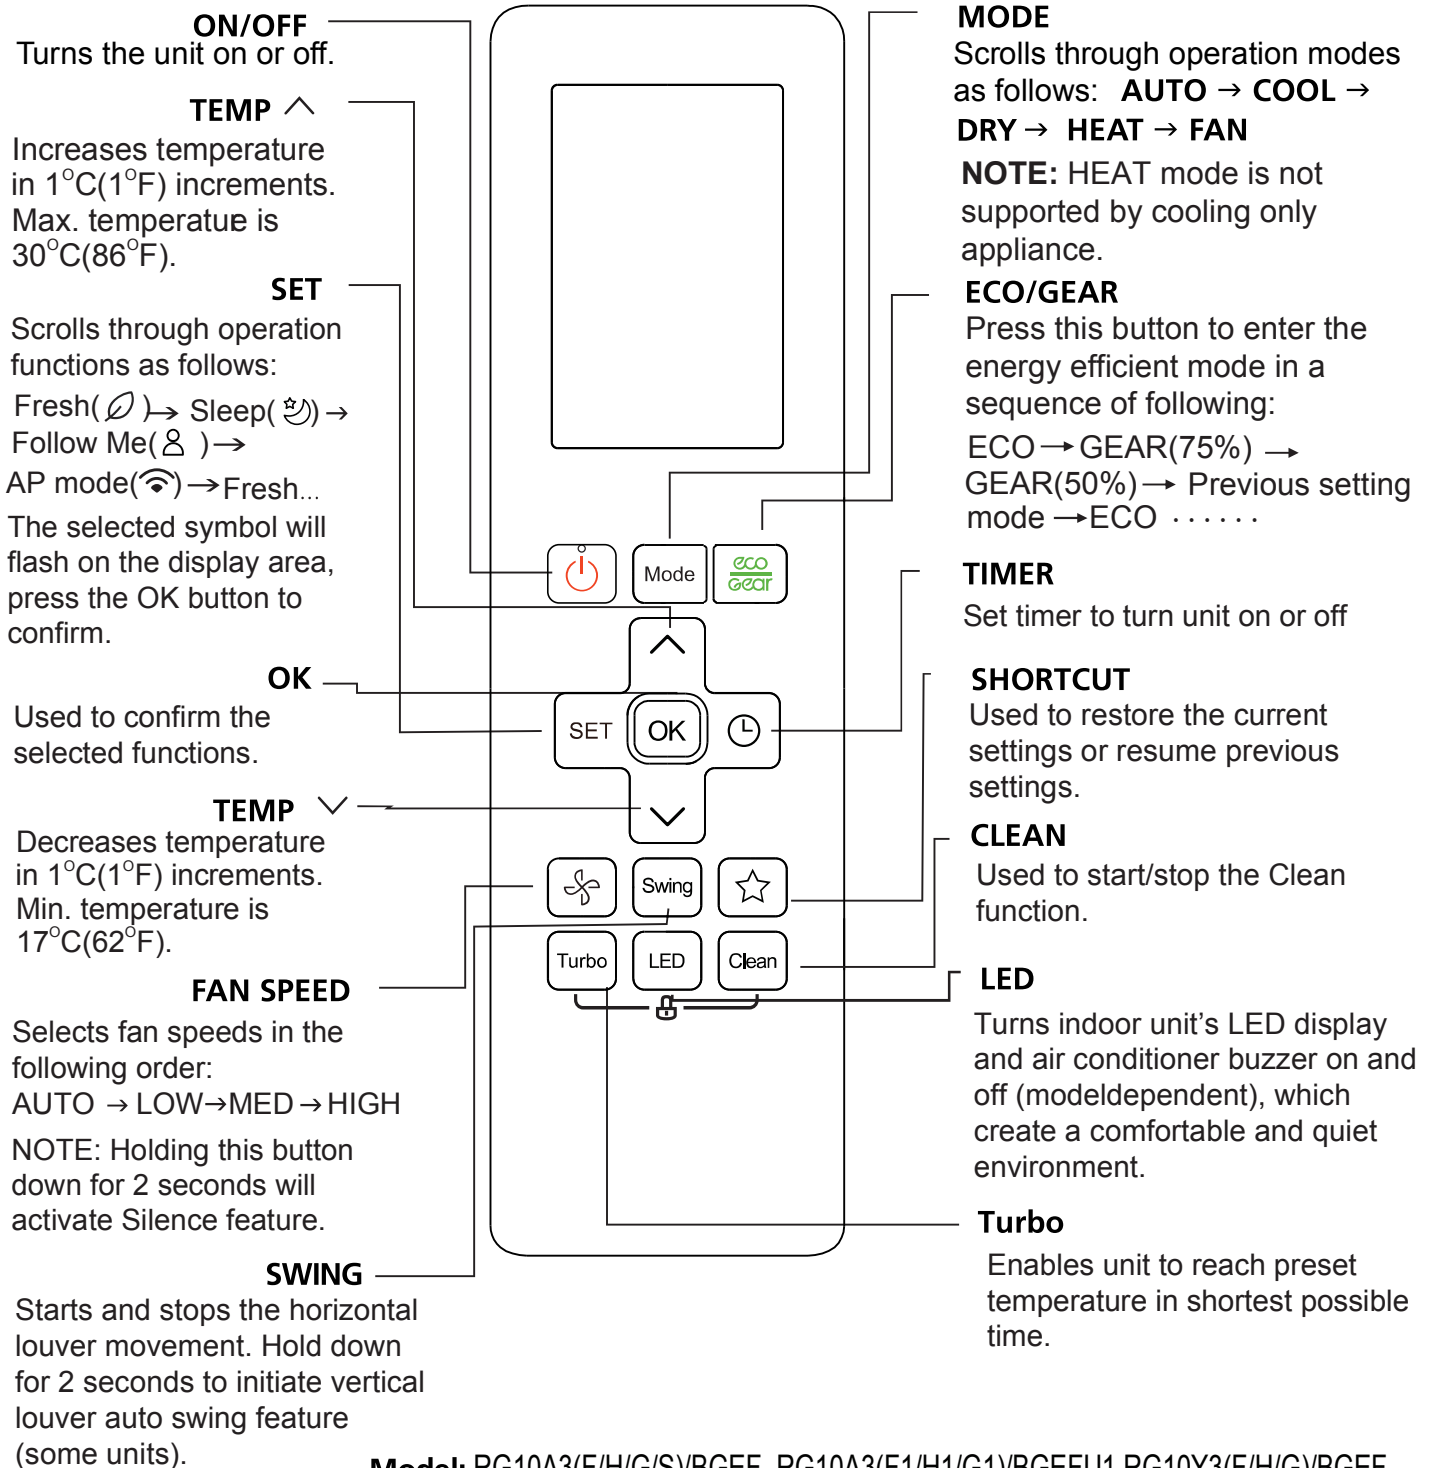 ON/OFF
Turns the unit on or off.
TEMP
Increases temperature
in 1°C(1°F) increments.
Max. temperature is
30°C(86°F).
SET
Scrolls through operation
functions as follows:
Fresh( ) → Sleep( ) →
Follow Me( ) →
AP mode( ) → Fresh...
The selected symbol will
flash on the display area,
press the OK button to
confirm.
OK
Used to confirm the
selected functions.
TEMP
Decreases temperature
in 1°C(1°F) increments.
Min. temperature is
17°C(62°F).
FAN SPEED
Selects fan speeds in the
following order:
AUTO → LOW→MED → HIGH
NOTE: Holding this button
down for 2 seconds will
activate Silence feature.
SWING
Starts and stops the horizontal
louver movement. Hold down
for 2 seconds to initiate vertical
louver auto swing feature
(some units).
Mode
eco
Gear
SET
OK
Swing
Turbo
LED
Clean
MODE
Scrolls through operation modes
as follows: AUTO → COOL →
DRY → HEAT → FAN
NOTE: HEAT mode is not
supported by cooling only
appliance.
ECO/GEAR
Press this button to enter the
energy efficient mode in a
sequence of following:
ECO → GEAR(75%) →
GEAR(50%) → Previous setting
mode → ECO ······
TIMER
Set timer to turn unit on or off
SHORTCUT
Used to restore the current
settings or resume previous
settings.
CLEAN
Used to start/stop the Clean
function.
LED
Turns indoor unit's LED display
and air conditioner buzzer on and
off (modeldependent), which
create a comfortable and quiet
environment.
Turbo
Enables unit to reach preset
temperature in shortest possible
time.
Model: RG10A3(F/H/G/S)/BGEF, RG10A3(F1/H1/G1)/BGEFU1,RG10Y3(F/H/G)/BGEF